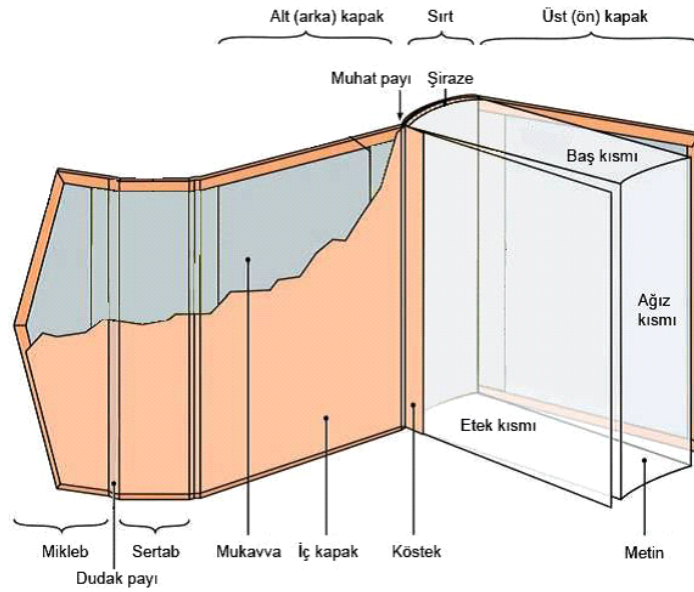 Alt (arka) kapak
Sırt
Üst (ön) kapak
Muhat payı
Şiraze
Baş kısmı
Ağız
kısmı
Etek kısmı
Mikleb
Sertab
Mukavva
İç kapak
Köstek
Metin
Dudak payı